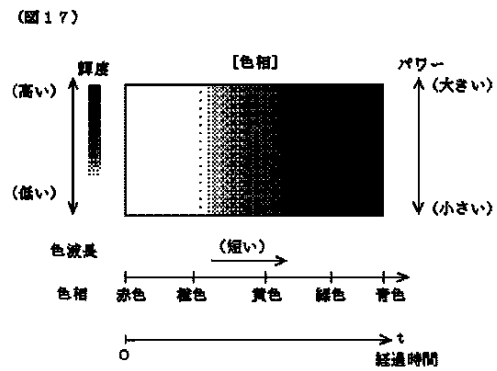 (図17)
輝度
[色相]
パワー
(高い)
(大きい)
(低い)
(小さい)
色波長
(短い)
色相
赤色
橙色
黄色
緑色
青色
t
0
経過時間